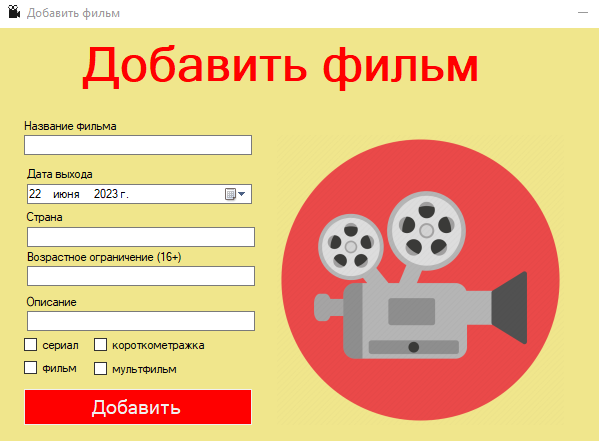 Добавить фильм
Добавить фильм
Название фильма
Дата выхода
22 июня 2023 г.
Страна
Возрастное ограничение (16+)
Описание
сериал короткометражка
фильм мультфильм
Добавить